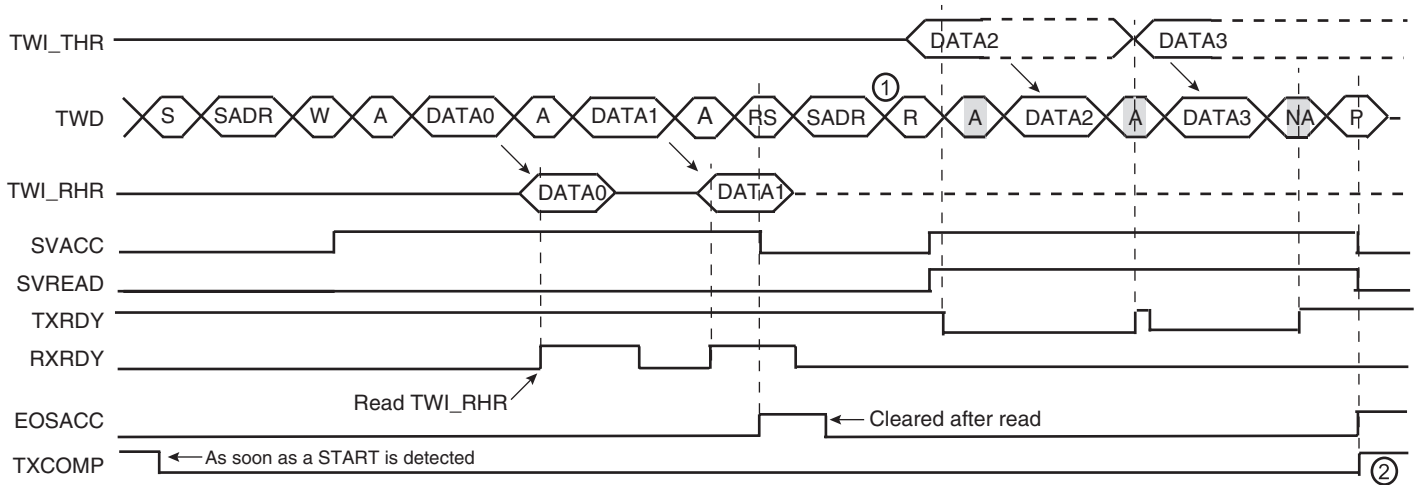 TWI_THR DATA2 DATA3
①
TWD S SADR W A DATA0 A DATA1 A RS SADR R A DATA2 A DATA3 NA P
TWI_RHR DATA0 DATA1
SVACC
SVREAD
TXRDY
RXRDY
Read TWI_RHR
EOSACC Cleared after read
TXCOMP As soon as a START is detected ②